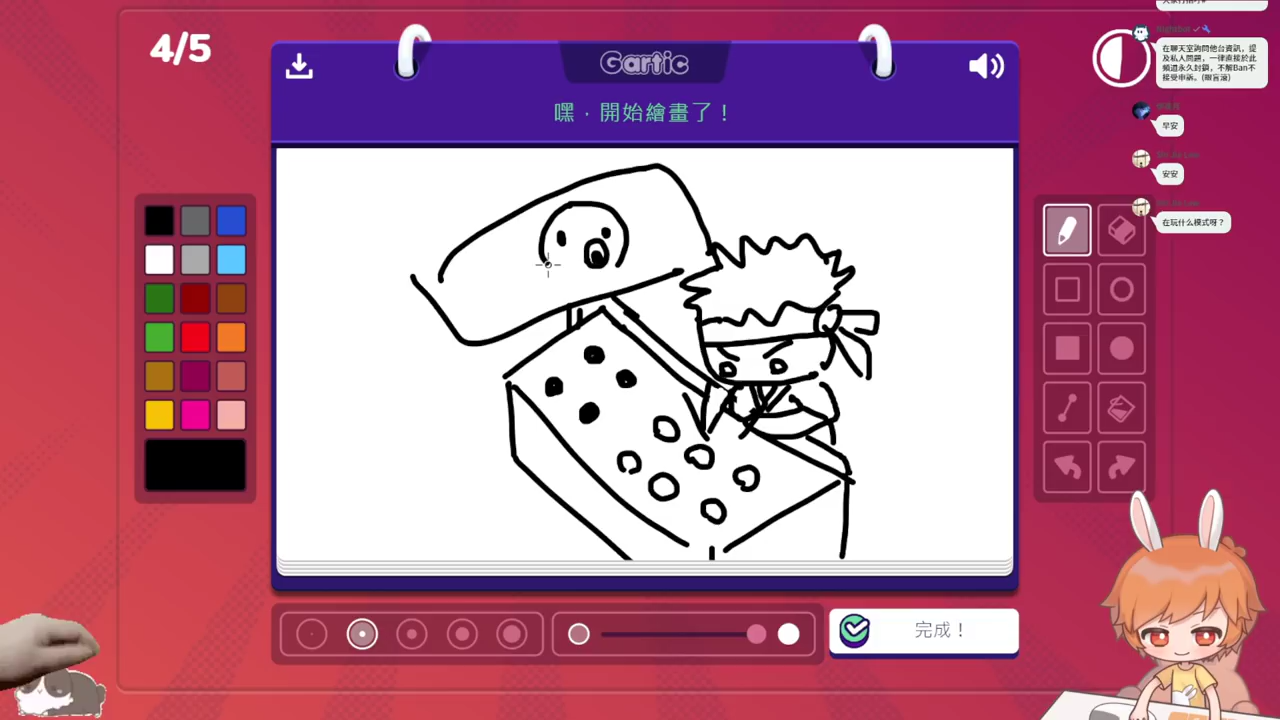 4/5
Gartic
嘿，開始繪畫了！
在聊天室詢問他台資訊，提
及私人問題，一律直接於此
頻道永久封鎖，不解Ban不
接受申訴。(眼盲滾)
早安
安安
在玩什么模式呀？
完成！